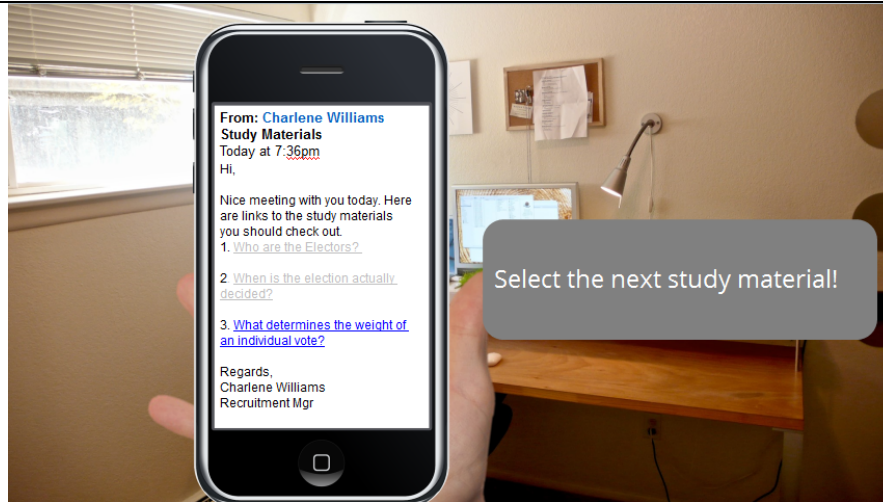 From: Charlene Williams
Study Materials
Today at 7:36pm
Hi,
Nice meeting with you today. Here
are links to the study materials
you should check out.
1. Who are the Electors?
2. When is the election actually
decided?
3. What determines the weight of
an individual vote?
Regards,
Charlene Williams
Recruitment Mgr
Select the next study material!